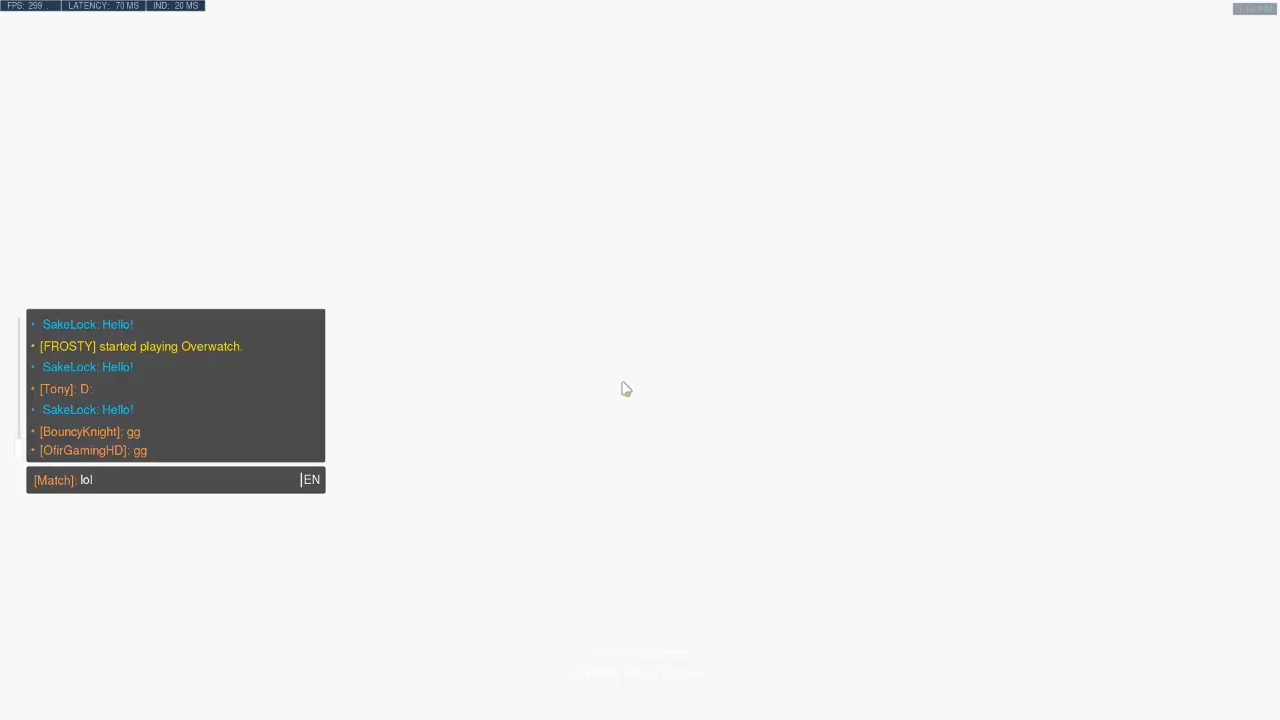 FPS: 299 LATENCY: 70 MS IND: 20 MS
SakeLock: Hello!
[FROSTY] started playing Overwatch.
SakeLock: Hello!
[Tony]: D:
SakeLock: Hello!
[BouncyKnight]: gg
[OfirGamingHD]: gg
[Match]: lol EN